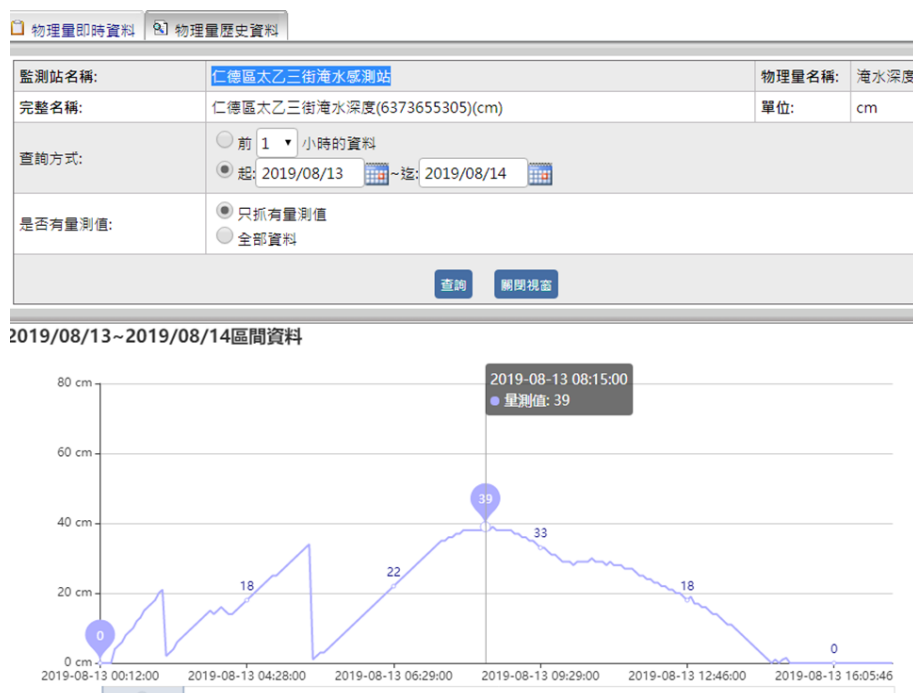 物理量即時資料 物理量歷史資料
監測站名稱: 仁德區太乙三街淹水感測站 物理量名稱: 淹水深度
完整名稱: 仁德區太乙三街淹水深度(6373655305)(cm) 單位: cm
查詢方式: 前 1 小時的資料
起: 2019/08/13 ~迄: 2019/08/14
是否有量測值: 只抓有量測值
全部資料
查詢 關閉視窗
2019/08/13~2019/08/14區間資料
80 cm
2019-08-13 08:15:00
量測值: 39
60 cm
39
40 cm
33
22
18
18
20 cm
0
0
0 cm
2019-08-13 00:12:00 2019-08-13 04:28:00 2019-08-13 06:29:00 2019-08-13 09:29:00 2019-08-13 12:46:00 2019-08-13 16:05:46